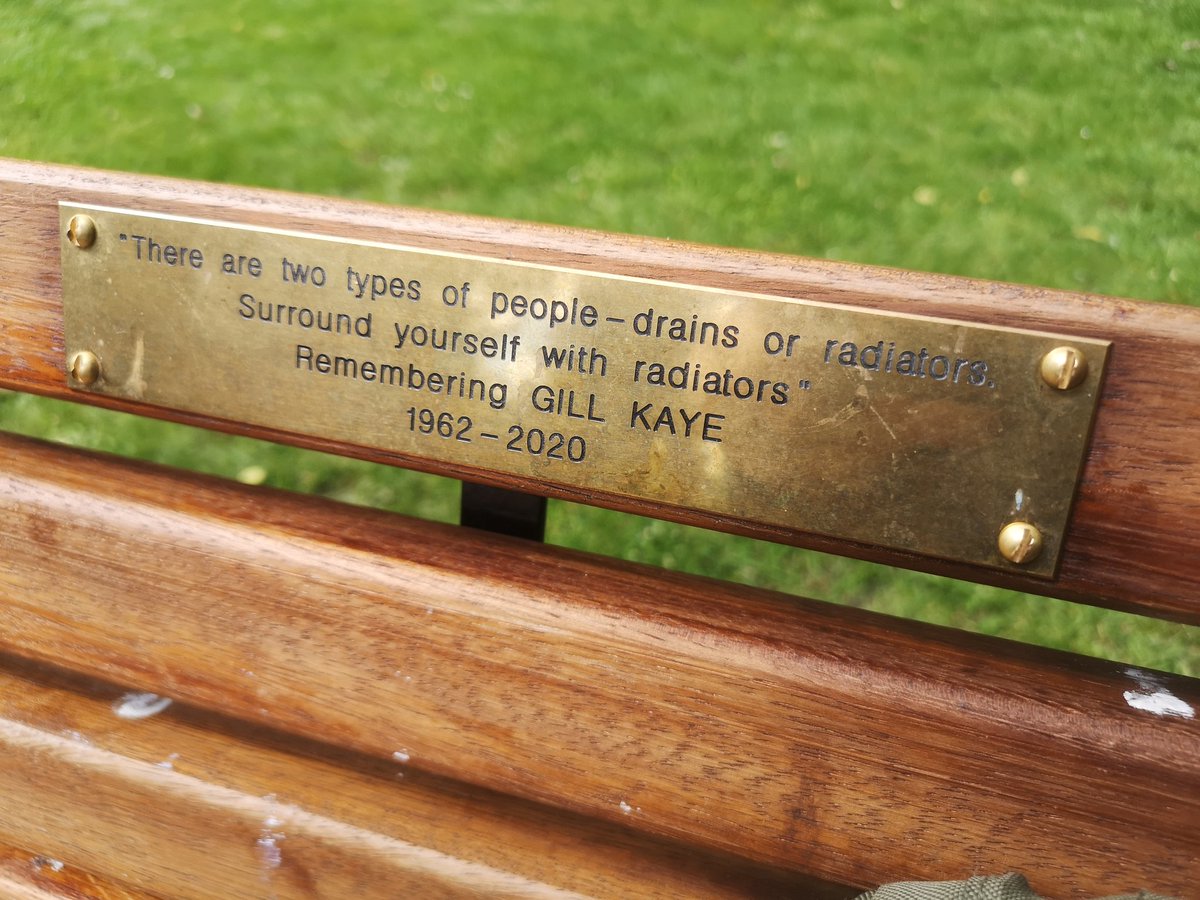 "There are two types of people – drains or radiators.
Surround yourself with radiators"
Remembering GILL KAYE
1962 – 2020